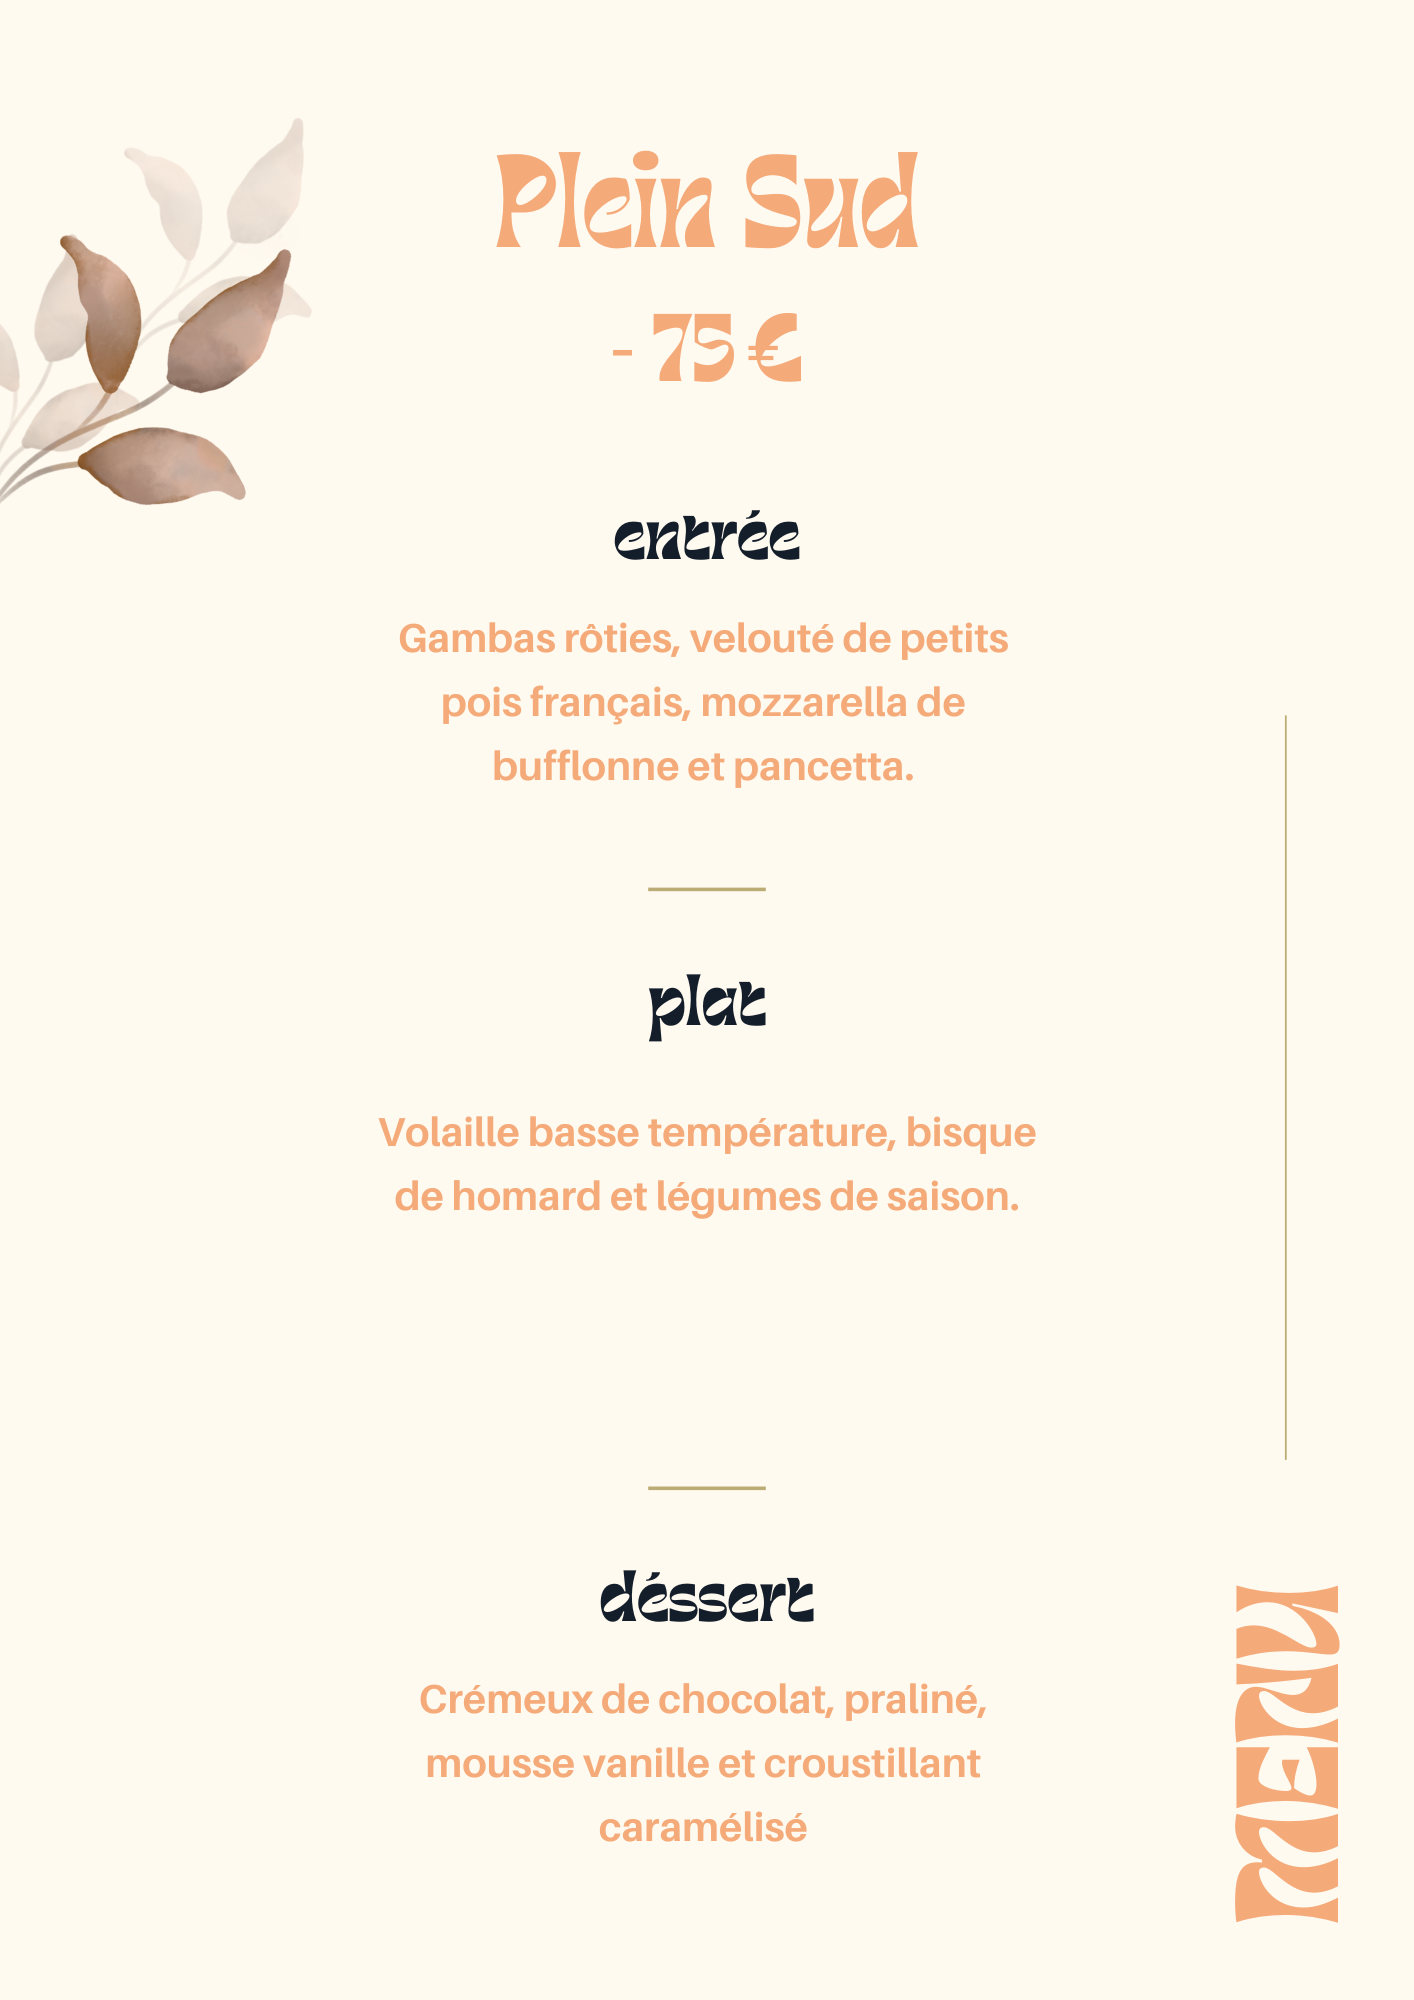 Plein Sud
- 75 €
entrée
Gambas rôties, velouté de petits
pois français, mozzarella de
bufflonne et pancetta.
plat
Volaille basse température, bisque
de homard et légumes de saison.
déssert
Crémeux de chocolat, praliné,
mousse vanille et croustillant
caramélisé
MENU